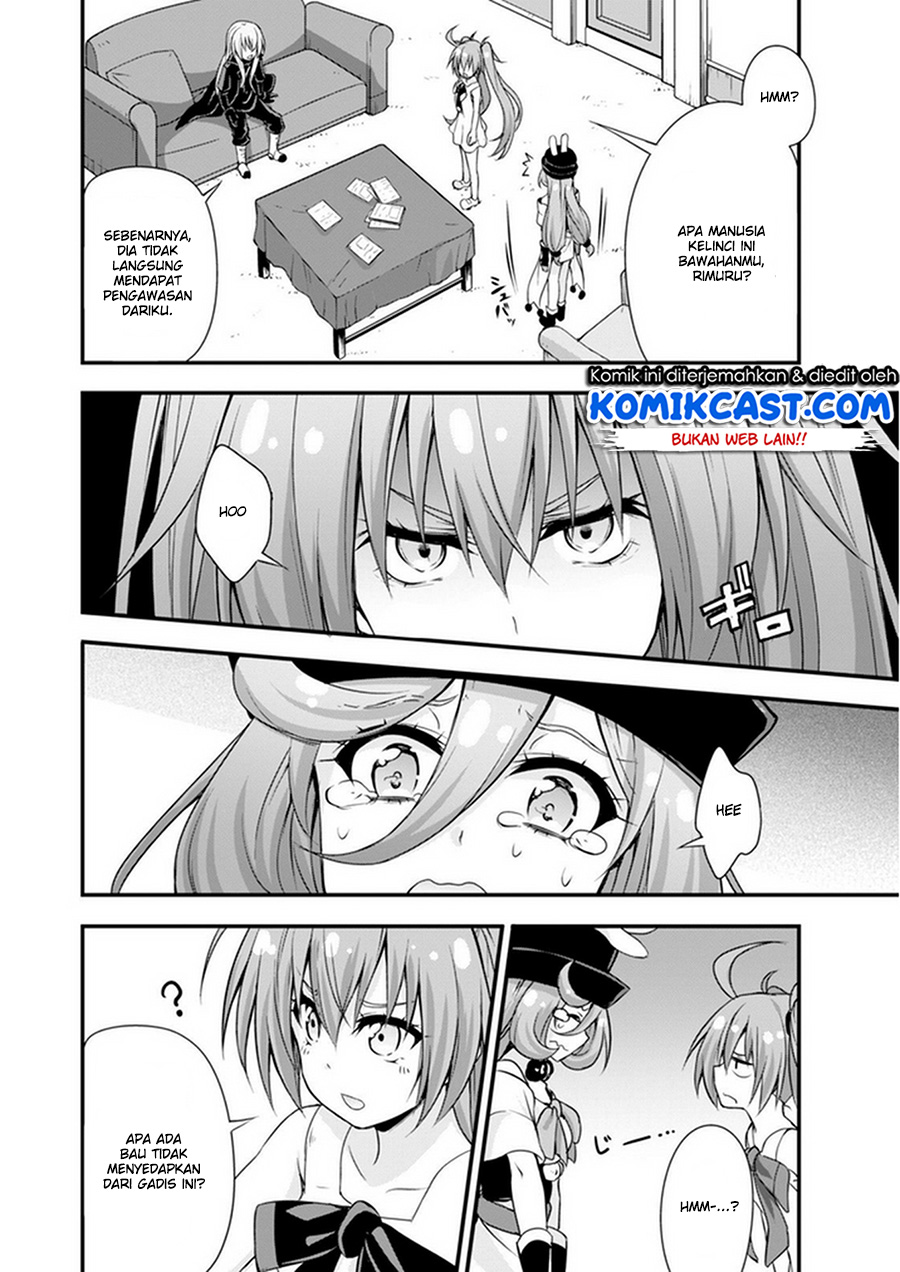 HMM?
APA MANUSIA
KELINCI INI
BAWAHANMU,
RIMURU?
SEBENARNYA,
DIA TIDAK
LANGSUNG
MENDAPAT
PENGAWASAN
DARIKU.
Komik ini diterjemahkan & diedit oleh
KOMIKCAST.COM
BUKAN WEB LAIN!!
HOO
ギロ
HEE
じー…
HMM-...?
?
APA ADA
BAU TIDAK
MENYEDAPKAN
DARI GADIS INI?